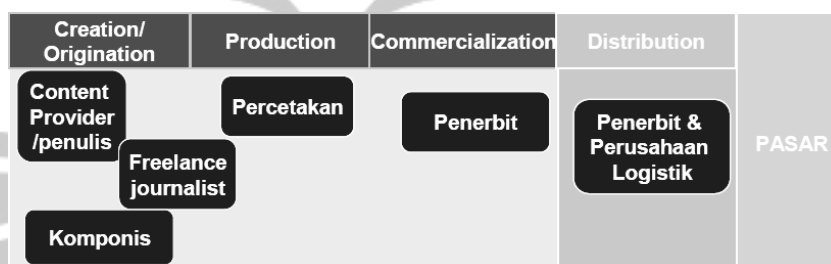 Creation/
Origination
Production
Commercialization
Distribution
Content
Provider
/penulis
Freelance
journalist
Komponis
Percetakan
Penerbit
Penerbit &
Perusahaan
Logistik
PASAR